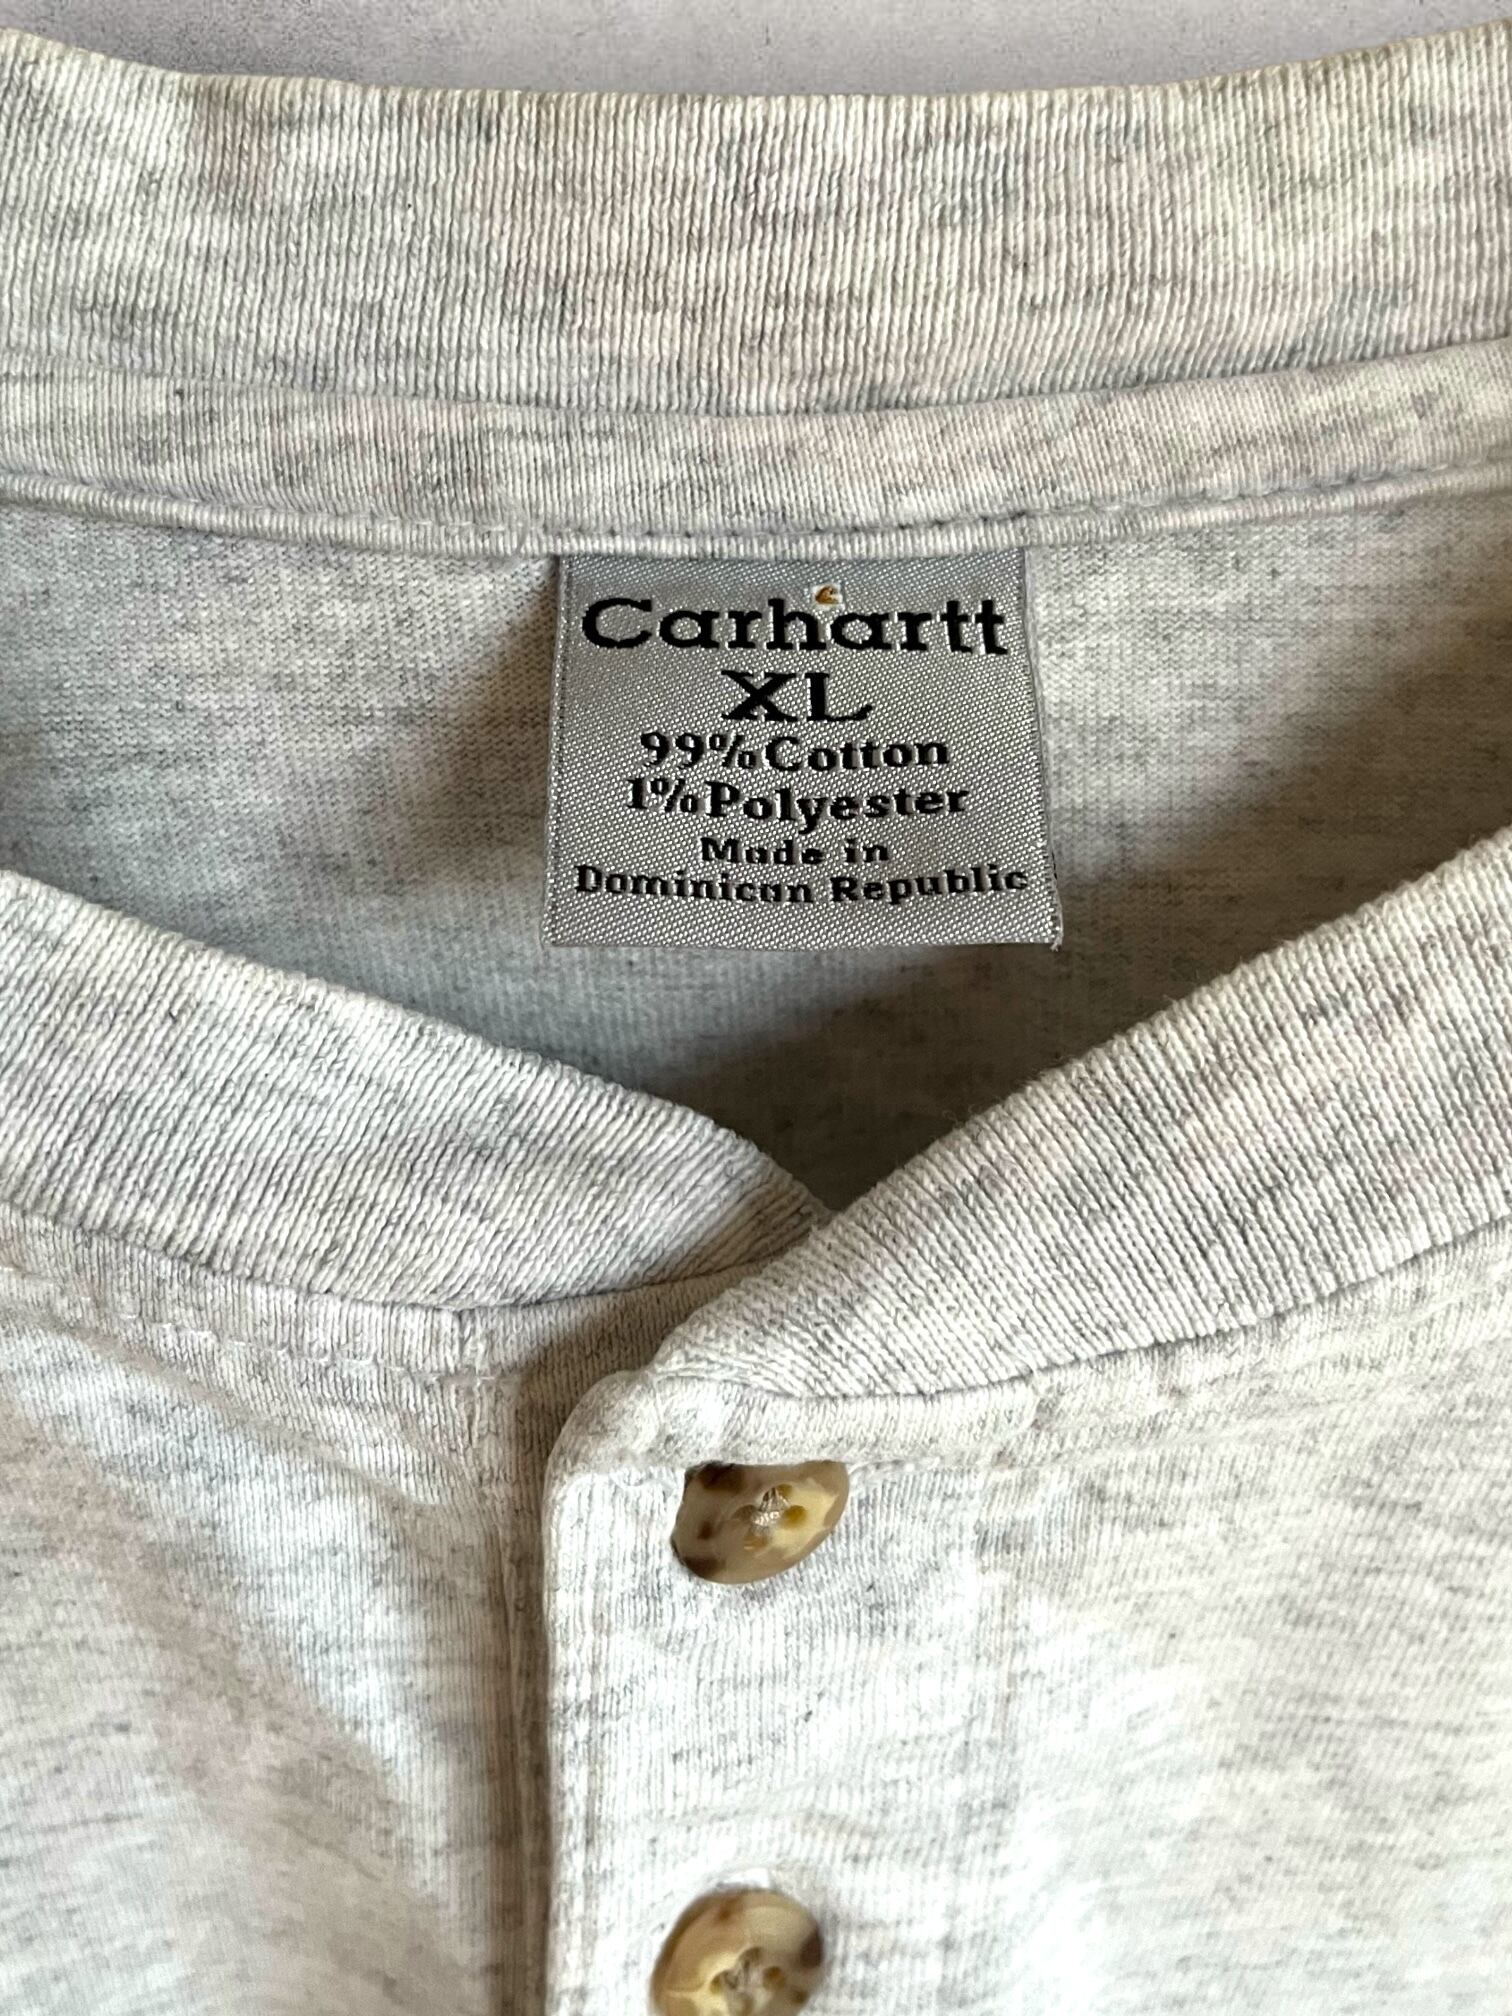 Carhartt
XL
99% Cotton
1% Polyester
Made in
Dominican Republic